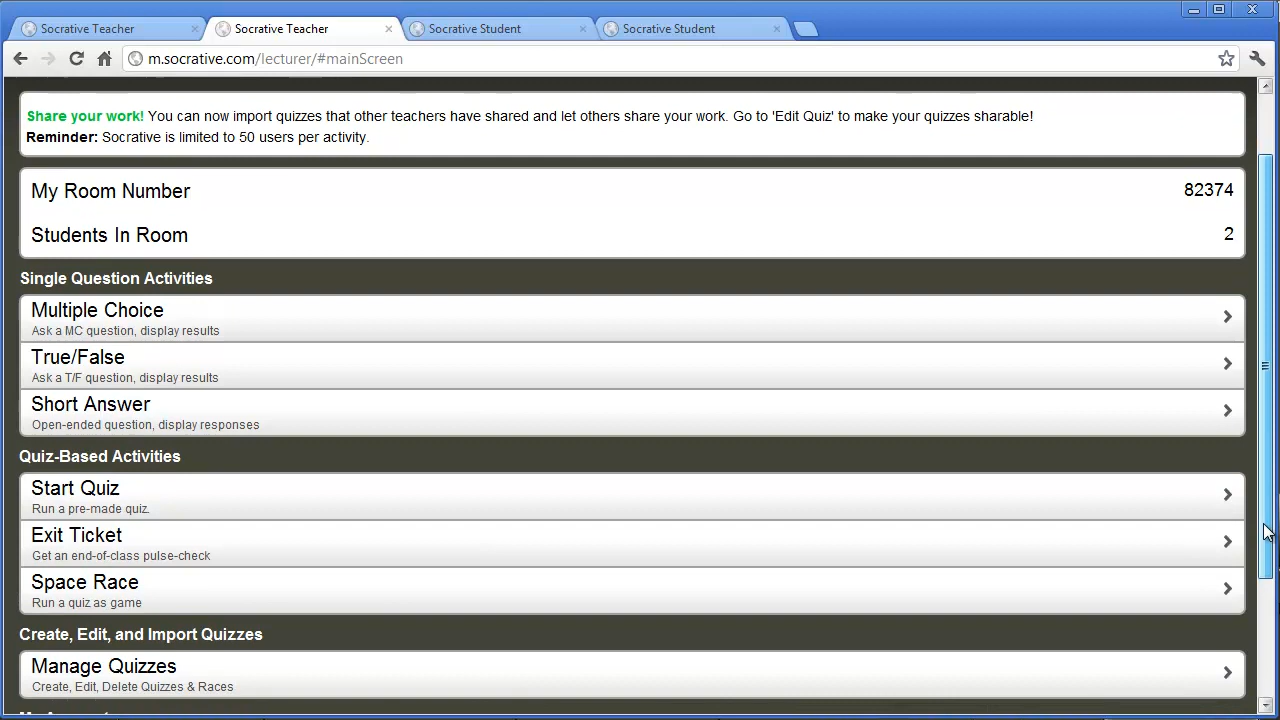 Socrative Teacher
Socrative Teacher
Socrative Student
Socrative Student
m.socrative.com/lecturer/#mainScreen
Share your work! You can now import quizzes that other teachers have shared and let others share your work. Go to 'Edit Quiz' to make your quizzes sharable!
Reminder: Socrative is limited to 50 users per activity.
My Room Number 82374
Students In Room 2
Single Question Activities
Multiple Choice
Ask a MC question, display results
True/False
Ask a T/F question, display results
Short Answer
Open-ended question, display responses
Quiz-Based Activities
Start Quiz
Run a pre-made quiz.
Exit Ticket
Get an end-of-class pulse-check
Space Race
Run a quiz as game
Create, Edit, and Import Quizzes
Manage Quizzes
Create, Edit, Delete Quizzes & Races